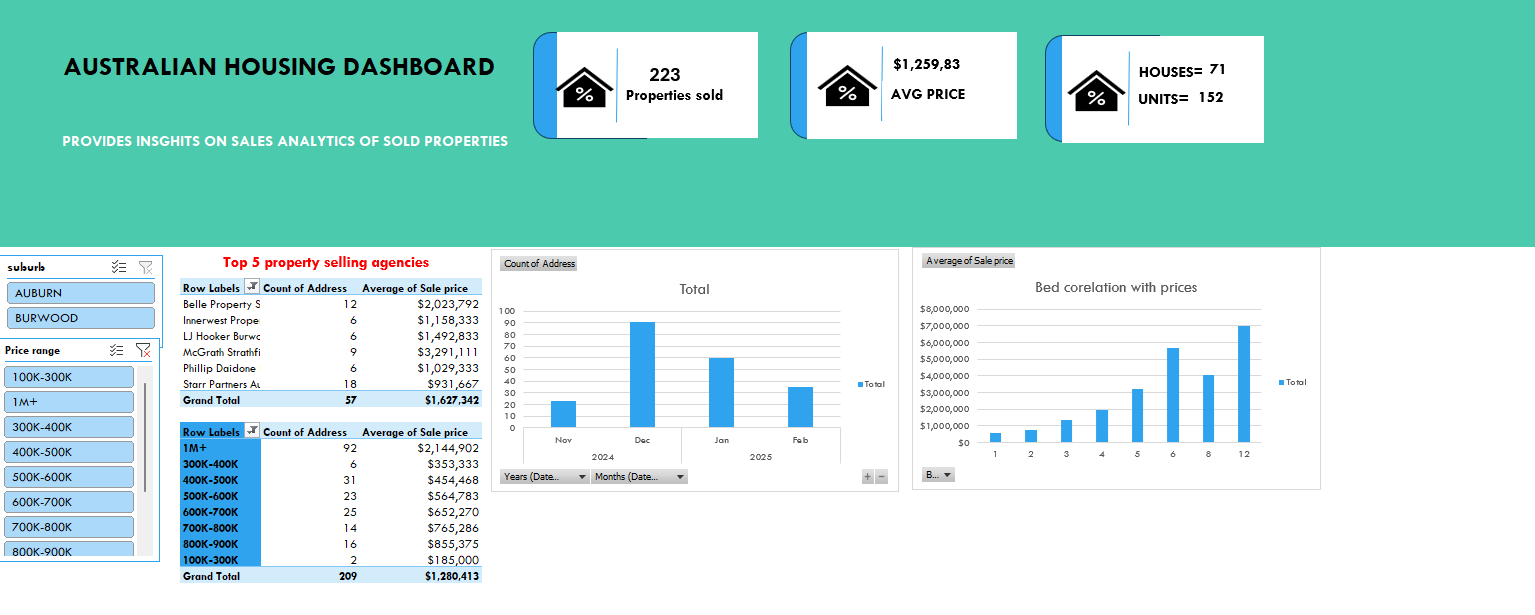 AUSTRALIAN HOUSING DASHBOARD
PROVIDES INSGHITS ON SALES ANALYTICS OF SOLD PROPERTIES
223
Properties sold
$1,259,83
AVG PRICE
HOUSES= 71
UNITS= 152
suburb
AUBURN
BURWOOD
Price range
100K-300K
1M+
300K-400K
400K-500K
500K-600K
600K-700K
700K-800K
800K-900K
Top 5 property selling agencies
Row Labels Count of Address Average of Sale price
Belle Property S 12 $2,023,792
Innerwest Prope 6 $1,158,333
LJ Hooker Burwo 6 $1,492,833
McGrath Strathfi 9 $3,291,111
Phillip Daidone 6 $1,029,333
Starr Partners Au 18 $931,667
Grand Total 57 $1,627,342
Row Labels Count of Address Average of Sale price
1M+ 92 $2,144,902
300K-400K 6 $353,333
400K-500K 31 $454,468
500K-600K 23 $564,783
600K-700K 25 $652,270
700K-800K 14 $765,286
800K-900K 16 $855,375
100K-300K 2 $185,000
Grand Total 209 $1,280,413
Count of Address
Total
100
90
80
70
60
50
40
30
20
10
0
Nov Dec Jan Feb
2024 2025
Total
Years (Date... Months (Date...
Average of Sale price
Bed corelation with prices
$8,000,000
$7,000,000
$6,000,000
$5,000,000
$4,000,000
$3,000,000
$2,000,000
$1,000,000
$0
1 2 3 4 5 6 8 12
Total
B...